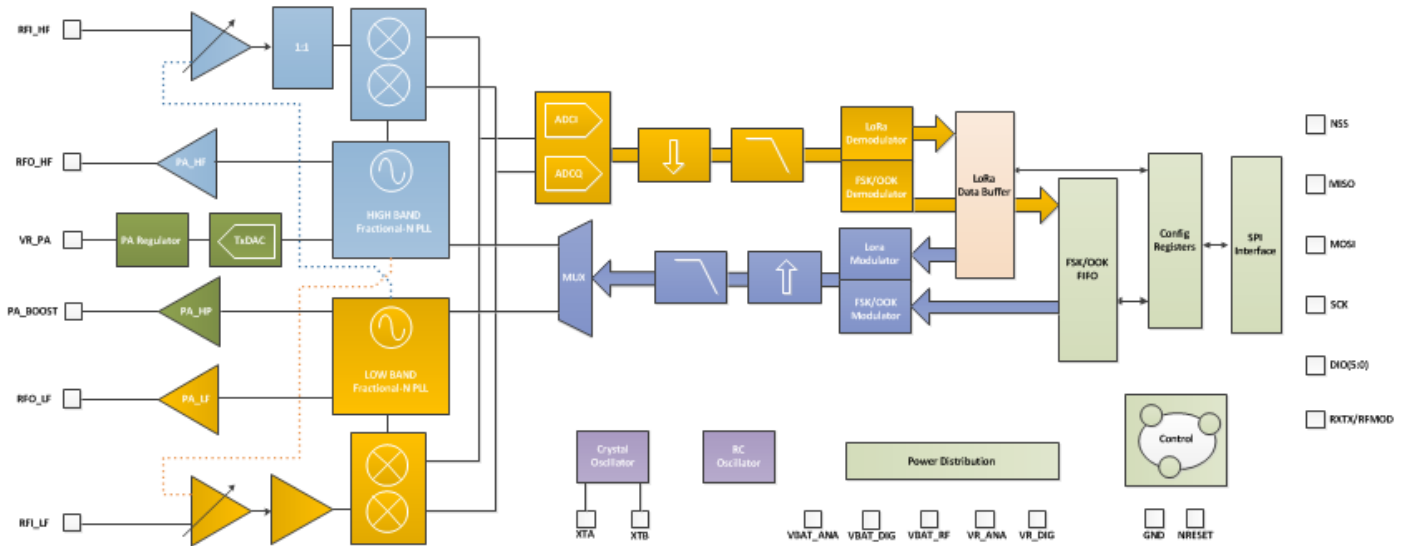 RFI_HF
1:1
RFO_HF
PA_HF
HIGH BAND
Fractional-N PLL
VR_PA
PA Regulator
TxDAC
PA_BOOST
PA_HP
LOW BAND
Fractional-N PLL
RFO_LF
PA_LF
RFI_LF
ADCI
ADCQ
LoRa
Demodulator
FSK/OOK
Demodulator
LoRa
Data Buffer
MUX
Lora
Modulator
FSK/OOK
Modulator
FSK/OOK
FIFO
Config
Registers
SPI
Interface
NSS
MISO
MOSI
SCK
DIO(5:0)
RXTX/RFMOD
Crystal
Oscillator
RC
Oscillator
Power Distribution
Control
XTA
XTB
VBAT_ANA
VBAT_DIG
VBAT_RF
VR_ANA
VR_DIG
GND
NRESET